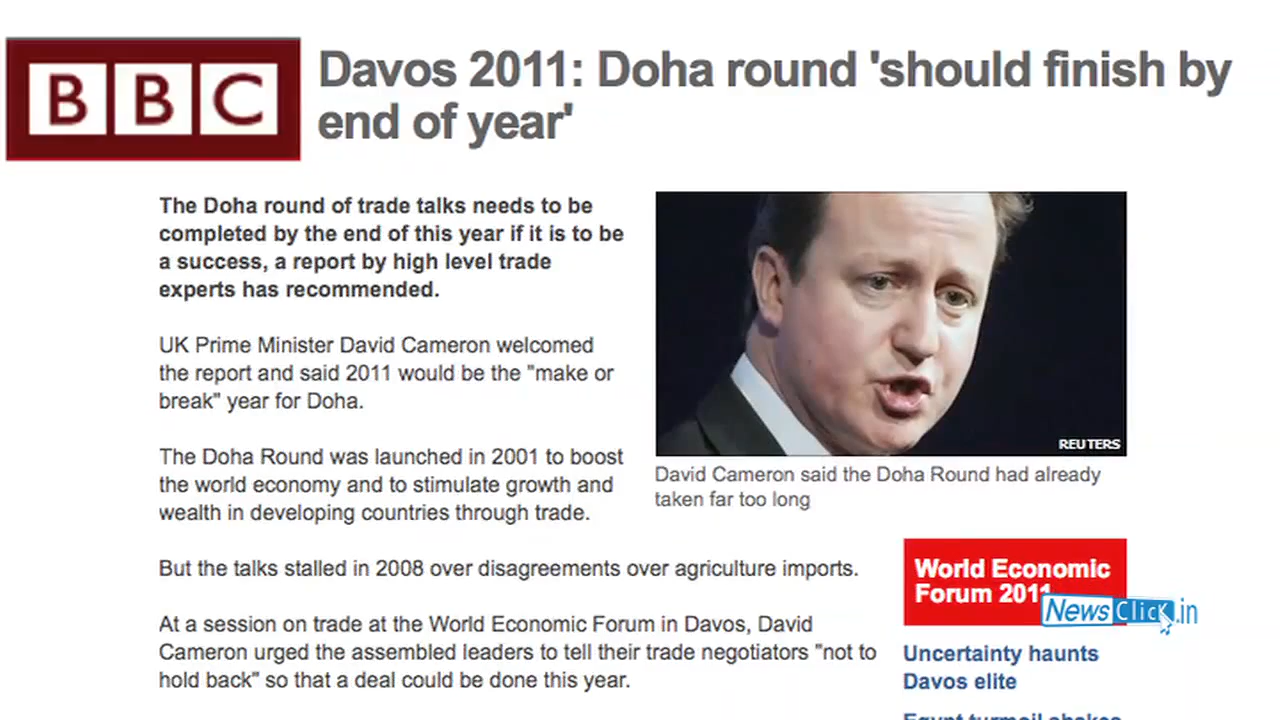 BBC
Davos 2011: Doha round 'should finish by
end of year'
The Doha round of trade talks needs to be
completed by the end of this year if it is to be
a success, a report by high level trade
experts has recommended.
UK Prime Minister David Cameron welcomed
the report and said 2011 would be the "make or
break" year for Doha.
The Doha Round was launched in 2001 to boost
the world economy and to stimulate growth and
wealth in developing countries through trade.
But the talks stalled in 2008 over disagreements over agriculture imports.
At a session on trade at the World Economic Forum in Davos, David
Cameron urged the assembled leaders to tell their trade negotiators "not to
hold back" so that a deal could be done this year.
REUTERS
David Cameron said the Doha Round had already
taken far too long
World Economic
Forum 2011
NewsClick.in
Uncertainty haunts
Davos elite
Egypt turmoil shakes